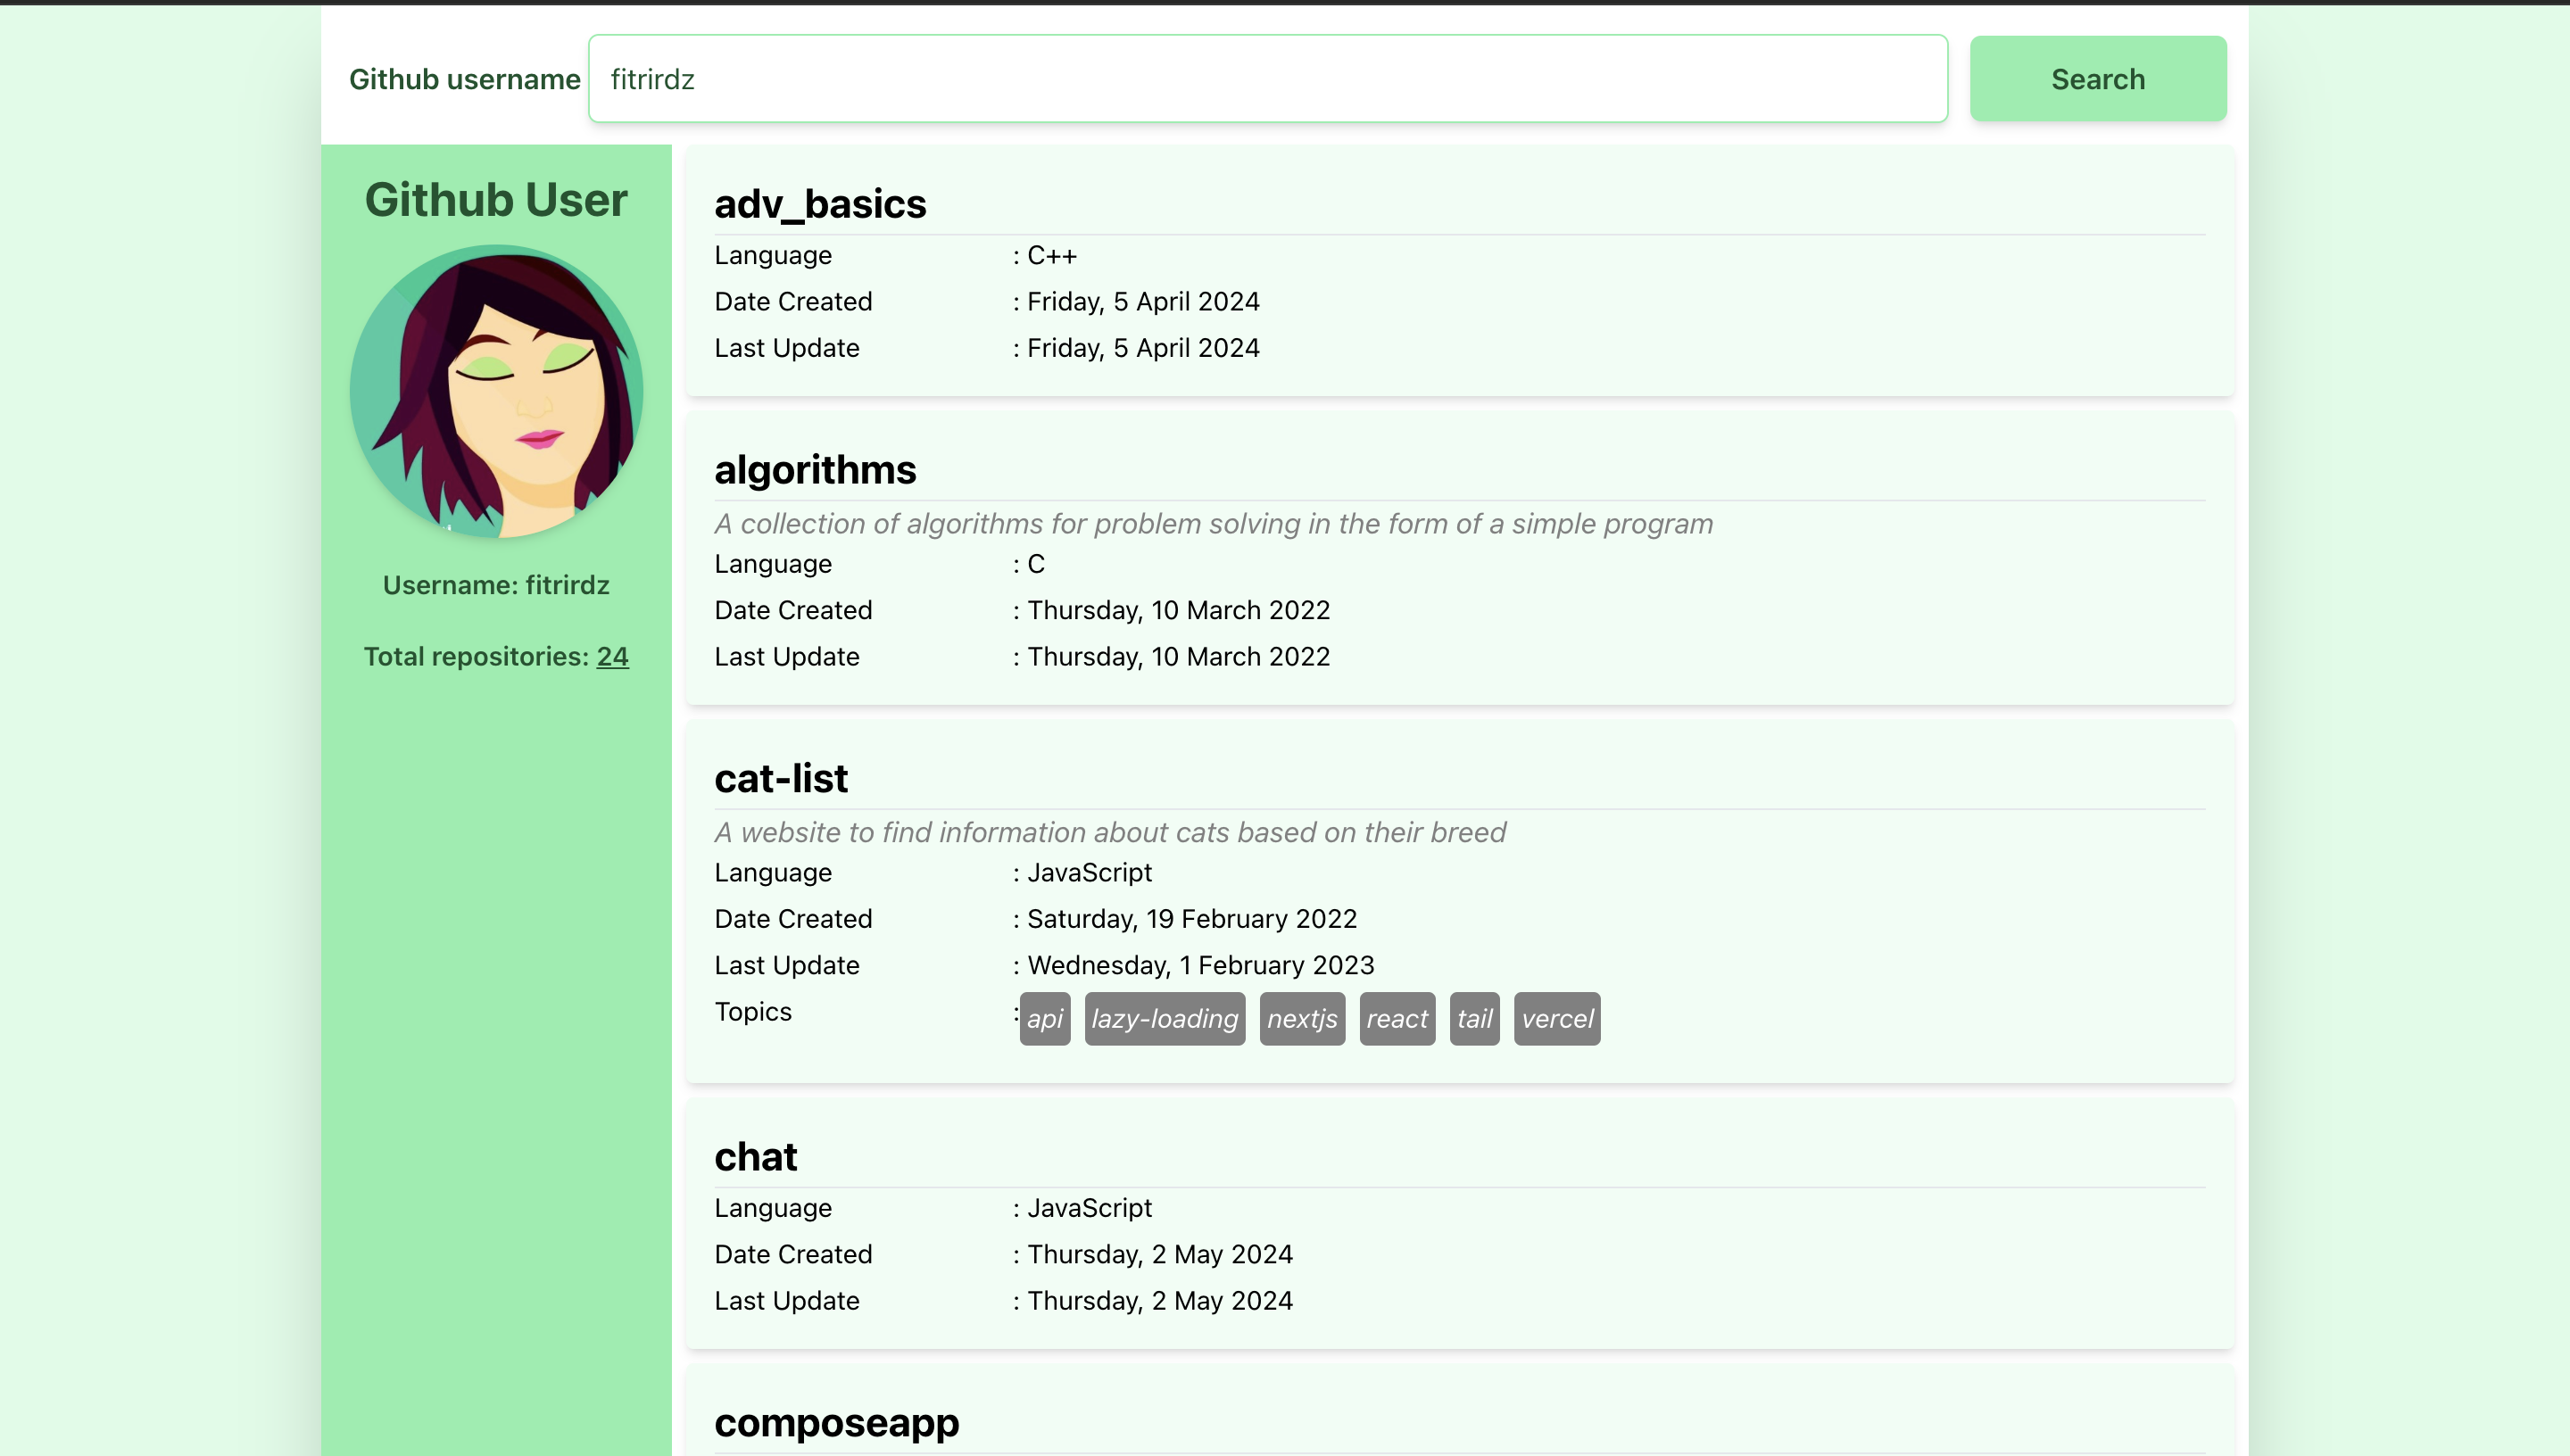 Github username fitrirdz Search
Github User
Username: fitrirdz
Total repositories: 24
adv_basics
Language : C++
Date Created : Friday, 5 April 2024
Last Update : Friday, 5 April 2024
algorithms
A collection of algorithms for problem solving in the form of a simple program
Language : C
Date Created : Thursday, 10 March 2022
Last Update : Thursday, 10 March 2022
cat-list
A website to find information about cats based on their breed
Language : JavaScript
Date Created : Saturday, 19 February 2022
Last Update : Wednesday, 1 February 2023
Topics : api lazy-loading nextjs react tail vercel
chat
Language : JavaScript
Date Created : Thursday, 2 May 2024
Last Update : Thursday, 2 May 2024
composeapp